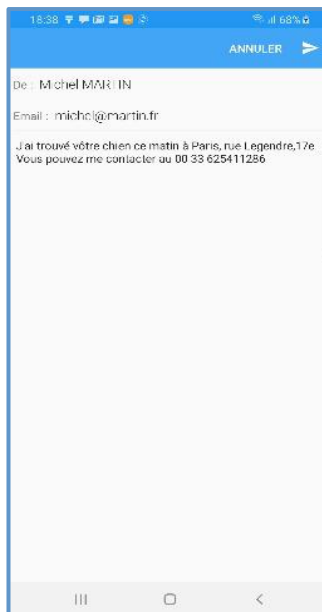 18:38 68%
ANNULER
De : Michel MARTIN
Email : michel@martin.fr
J'ai trouvé vôtre chien ce matin à Paris, rue Legendre,17e
Vous pouvez me contacter au 00 33 625411286